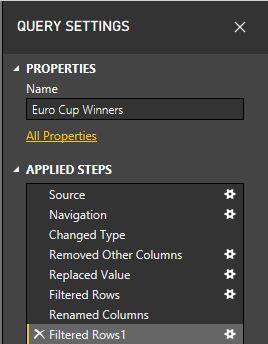 QUERY SETTINGS
PROPERTIES
Name
Euro Cup Winners
All Properties
APPLIED STEPS
Source
Navigation
Changed Type
Removed Other Columns
Replaced Value
Filtered Rows
Renamed Columns
Filtered Rows1